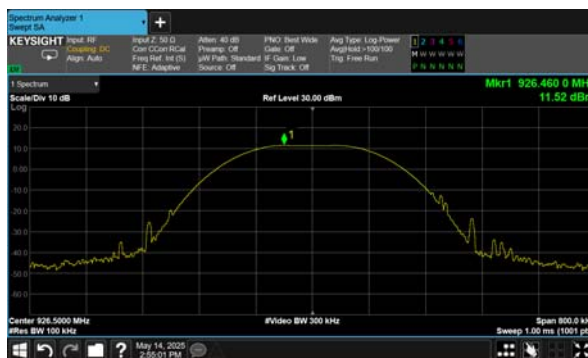 Spectrum Analyzer 1
Swept SA
+
KEYSIGHT
Input: RF
Coupling: DC
Align: Auto
Input Z: 50 Ω
Corr CCorr RCal
Freq Ref: Int (S)
NFE: Adaptive
Atten: 40 dB
Preamp: Off
µW Path: Standard
Source: Off
PNO: Best Wide
Gate: Off
IF Gain: Low
Sig Track: Off
Avg Type: Log-Power
Avg|Hold:>100/100
Trig: Free Run
1 2 3 4 5 6
M W W W W W
P N N N N N
1 Spectrum
Scale/Div 10 dB
Log
Ref Level 30.00 dBm
Mkr1 926.460 0 MH
11.52 dBr
1
20.0
10.0
0.00
-10.0
-20.0
-30.0
-40.0
-50.0
-60.0
Center 926.5000 MHz
#Res BW 100 kHz
#Video BW 300 kHz
Span 800.0 kH
Sweep 1.00 ms (1001 pt
?
May 14, 2025
2:55:01 PM